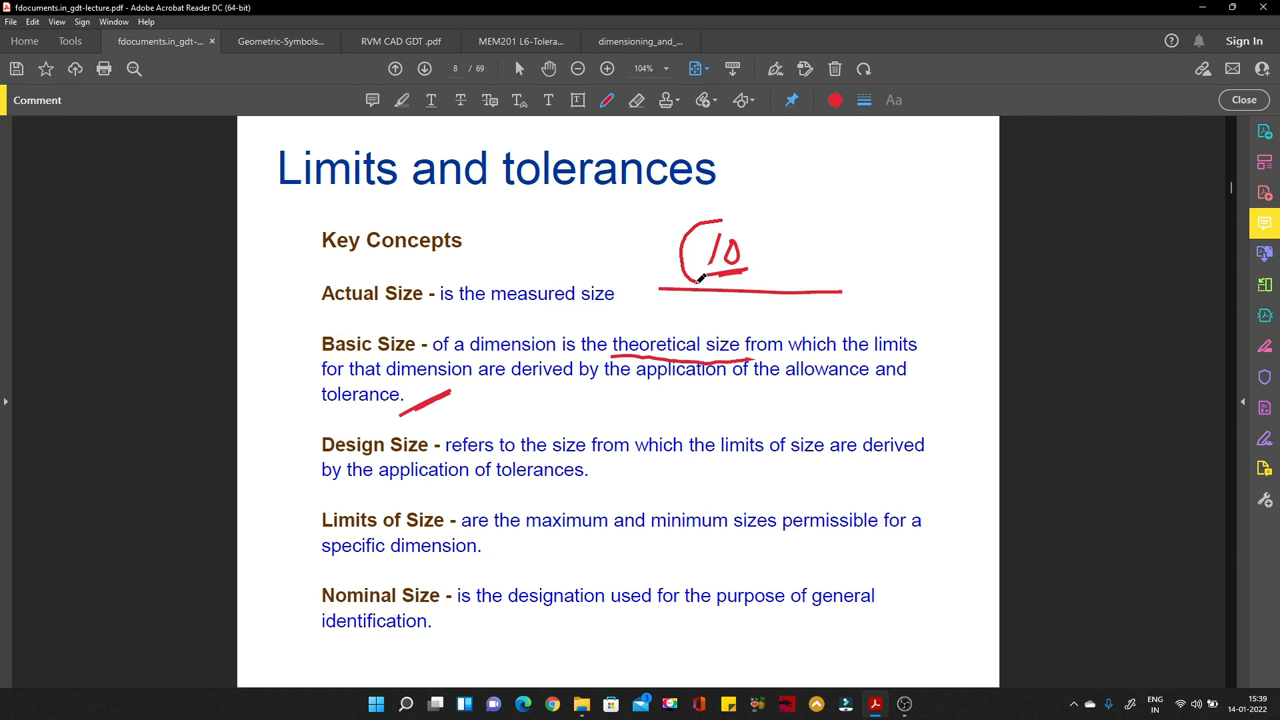 fdocuments.in_gdt-lecture.pdf - Adobe Acrobat Reader DC (64-bit)
File Edit View Sign Window Help
Home Tools fdocuments.in_gdt-... × Geometric-Symbols... RVM CAD GDT .pdf MEM201 L6-Tolera... dimensioning_and_... Sign In
8 / 69 104%
Comment Aa Close
Limits and tolerances
Key Concepts
10
Actual Size - is the measured size
Basic Size - of a dimension is the theoretical size from which the limits
for that dimension are derived by the application of the allowance and
tolerance.
Design Size - refers to the size from which the limits of size are derived
by the application of tolerances.
Limits of Size - are the maximum and minimum sizes permissible for a
specific dimension.
Nominal Size - is the designation used for the purpose of general
identification.
ENG
IN
15:39
14-01-2022